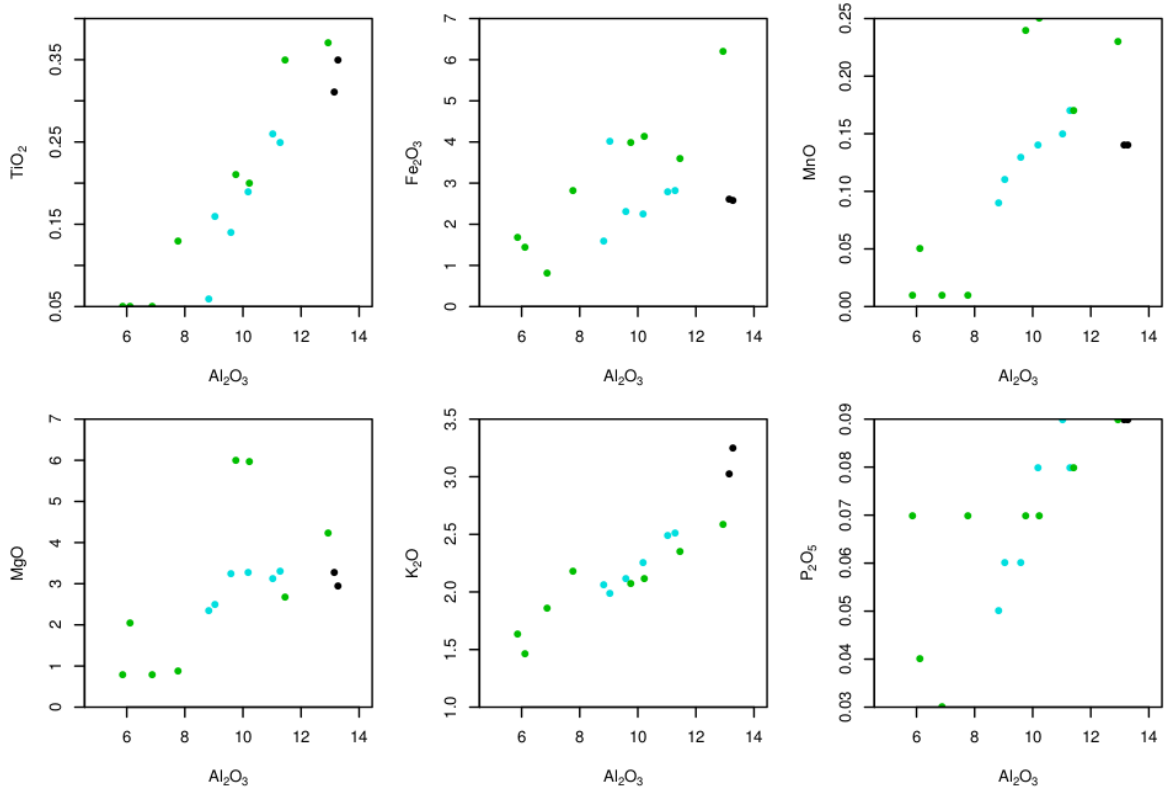 TiO2
0.05 0.15 0.25 0.35
6 8 10 12 14
Al2O3
Fe2O3
0 1 2 3 4 5 6 7
6 8 10 12 14
Al2O3
MnO
0.00 0.05 0.10 0.15 0.20 0.25
6 8 10 12 14
Al2O3
MgO
0 1 2 3 4 5 6 7
6 8 10 12 14
Al2O3
K2O
1.0 1.5 2.0 2.5 3.0 3.5
6 8 10 12 14
Al2O3
P2O5
0.03 0.04 0.05 0.06 0.07 0.08 0.09
6 8 10 12 14
Al2O3